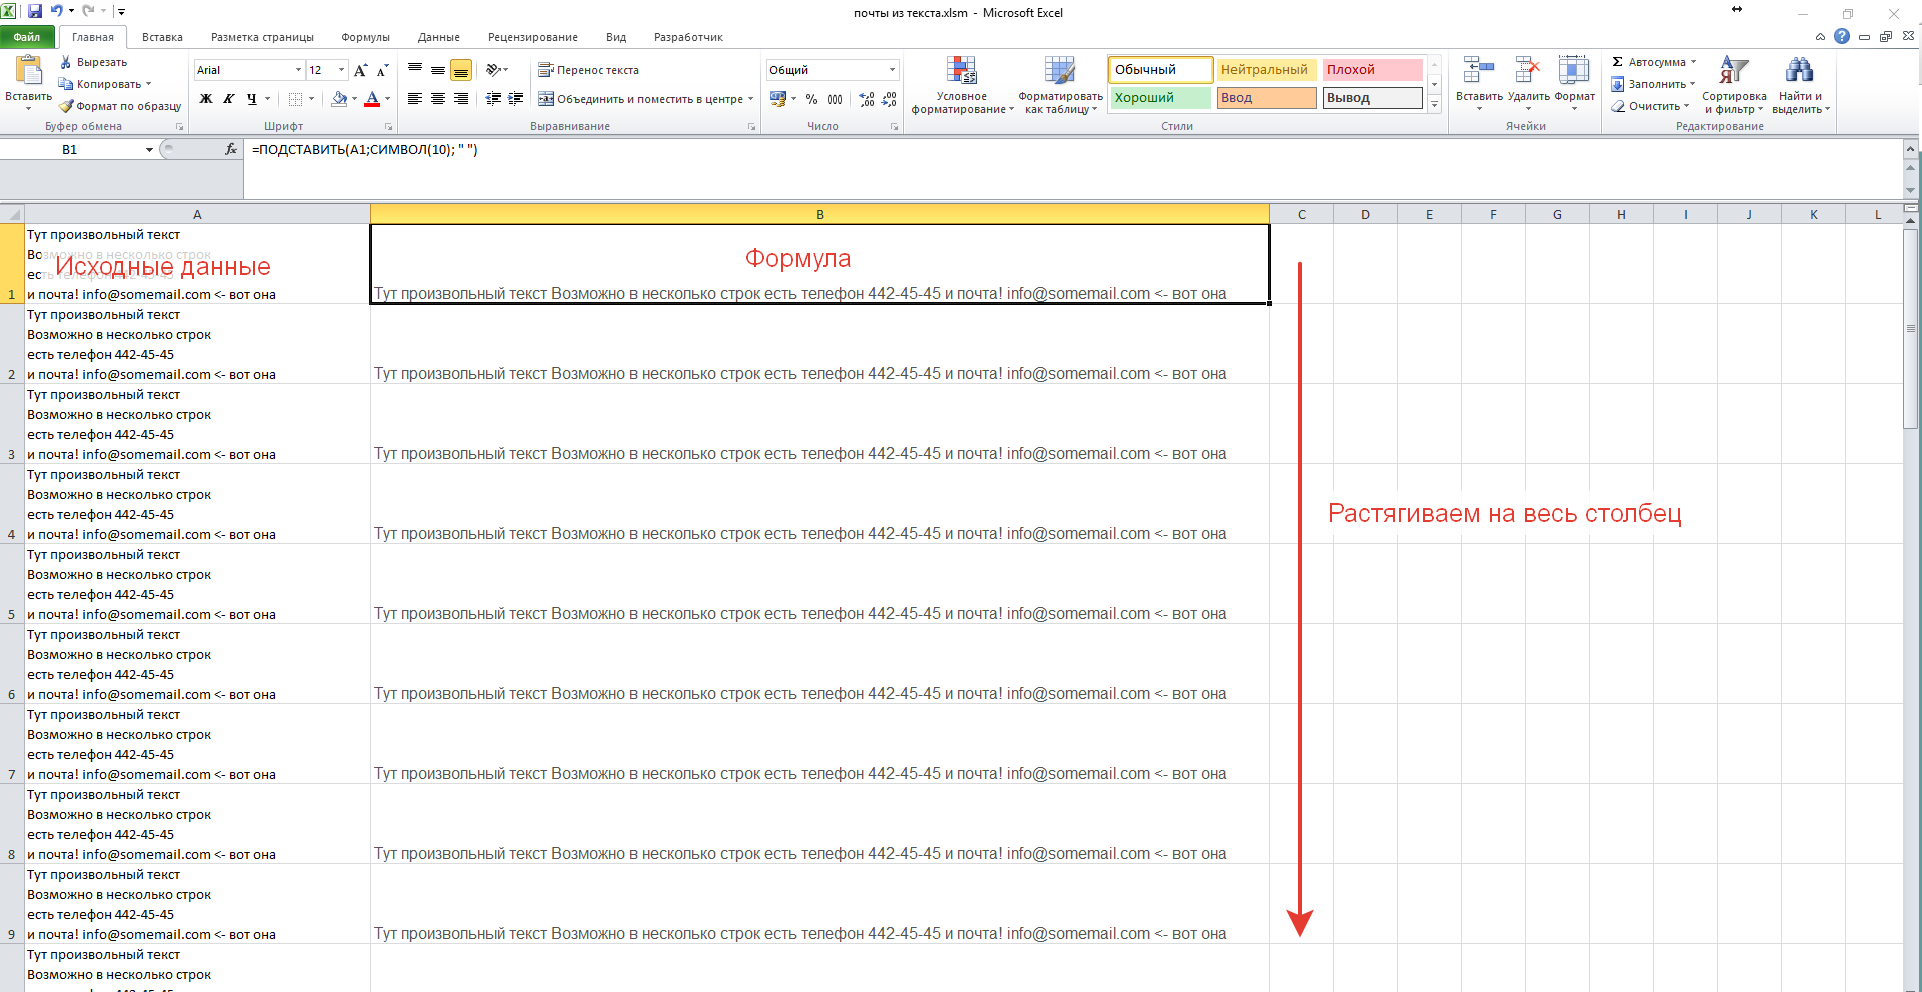 почты из текста.xlsm - Microsoft Excel
Файл Главная Вставка Разметка страницы Формулы Данные Рецензирование Вид Разработчик
Вставить
Вырезать
Копировать
Формат по образцу
Буфер обмена
Arial 12
Ж К Ч
Шрифт
Перенос текста
Объединить и поместить в центре
Выравнивание
Общий
% 000
Число
Условное форматирование
Форматировать как таблицу
Обычный Нейтральный Плохой
Хороший Ввод Вывод
Стили
Вставить Удалить Формат
Ячейки
Σ Автосумма
Заполнить
Очистить
Сортировка и фильтр
Найти и выделить
Редактирование
B1 fx =ПОДСТАВИТЬ(A1;СИМВОЛ(10); " ")
A B C D E F G H I J K L
Тут произвольный текст
Возможно в несколько строк
есть телефон 442-45-45
1 и почта! info@somemail.com <- вот она
Исходные данные
Формула
Тут произвольный текст Возможно в несколько строк есть телефон 442-45-45 и почта! info@somemail.com <- вот она
Тут произвольный текст
Возможно в несколько строк
есть телефон 442-45-45
2 и почта! info@somemail.com <- вот она
Тут произвольный текст Возможно в несколько строк есть телефон 442-45-45 и почта! info@somemail.com <- вот она
Тут произвольный текст
Возможно в несколько строк
есть телефон 442-45-45
3 и почта! info@somemail.com <- вот она
Тут произвольный текст Возможно в несколько строк есть телефон 442-45-45 и почта! info@somemail.com <- вот она
Тут произвольный текст
Возможно в несколько строк
есть телефон 442-45-45
4 и почта! info@somemail.com <- вот она
Тут произвольный текст Возможно в несколько строк есть телефон 442-45-45 и почта! info@somemail.com <- вот она
Растягиваем на весь столбец
Тут произвольный текст
Возможно в несколько строк
есть телефон 442-45-45
5 и почта! info@somemail.com <- вот она
Тут произвольный текст Возможно в несколько строк есть телефон 442-45-45 и почта! info@somemail.com <- вот она
Тут произвольный текст
Возможно в несколько строк
есть телефон 442-45-45
6 и почта! info@somemail.com <- вот она
Тут произвольный текст Возможно в несколько строк есть телефон 442-45-45 и почта! info@somemail.com <- вот она
Тут произвольный текст
Возможно в несколько строк
есть телефон 442-45-45
7 и почта! info@somemail.com <- вот она
Тут произвольный текст Возможно в несколько строк есть телефон 442-45-45 и почта! info@somemail.com <- вот она
Тут произвольный текст
Возможно в несколько строк
есть телефон 442-45-45
8 и почта! info@somemail.com <- вот она
Тут произвольный текст Возможно в несколько строк есть телефон 442-45-45 и почта! info@somemail.com <- вот она
Тут произвольный текст
Возможно в несколько строк
есть телефон 442-45-45
9 и почта! info@somemail.com <- вот она
Тут произвольный текст Возможно в несколько строк есть телефон 442-45-45 и почта! info@somemail.com <- вот она
Тут произвольный текст
Возможно в несколько строк